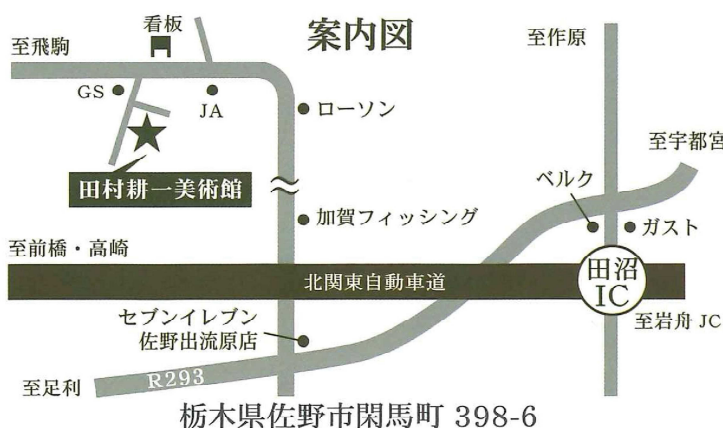 案内図
看板
至飛駒
至作原
GS
JA
ローソン
至宇都宮
田村耕一美術館
ベルク
加賀フィッシング
ガスト
至前橋・高崎
北関東自動車道
田沼
IC
セブンイレブン
佐野出流原店
至岩舟 JC
R293
至足利
栃木県佐野市閑馬町 398-6